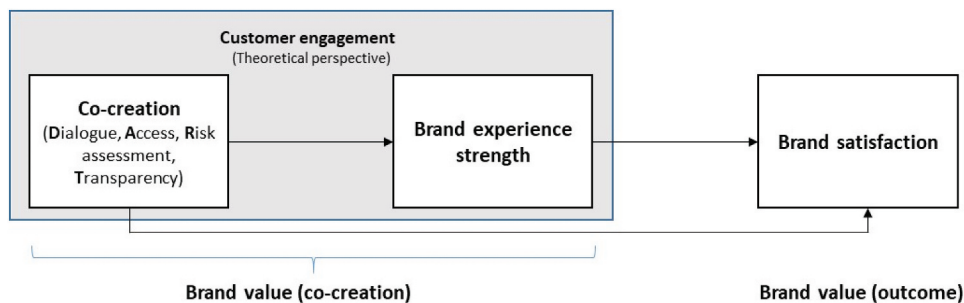 Customer engagement
(Theoretical perspective)
Co-creation
(Dialogue, Access, Risk
assessment,
Transparency)
Brand experience
strength
Brand satisfaction
Brand value (co-creation)
Brand value (outcome)